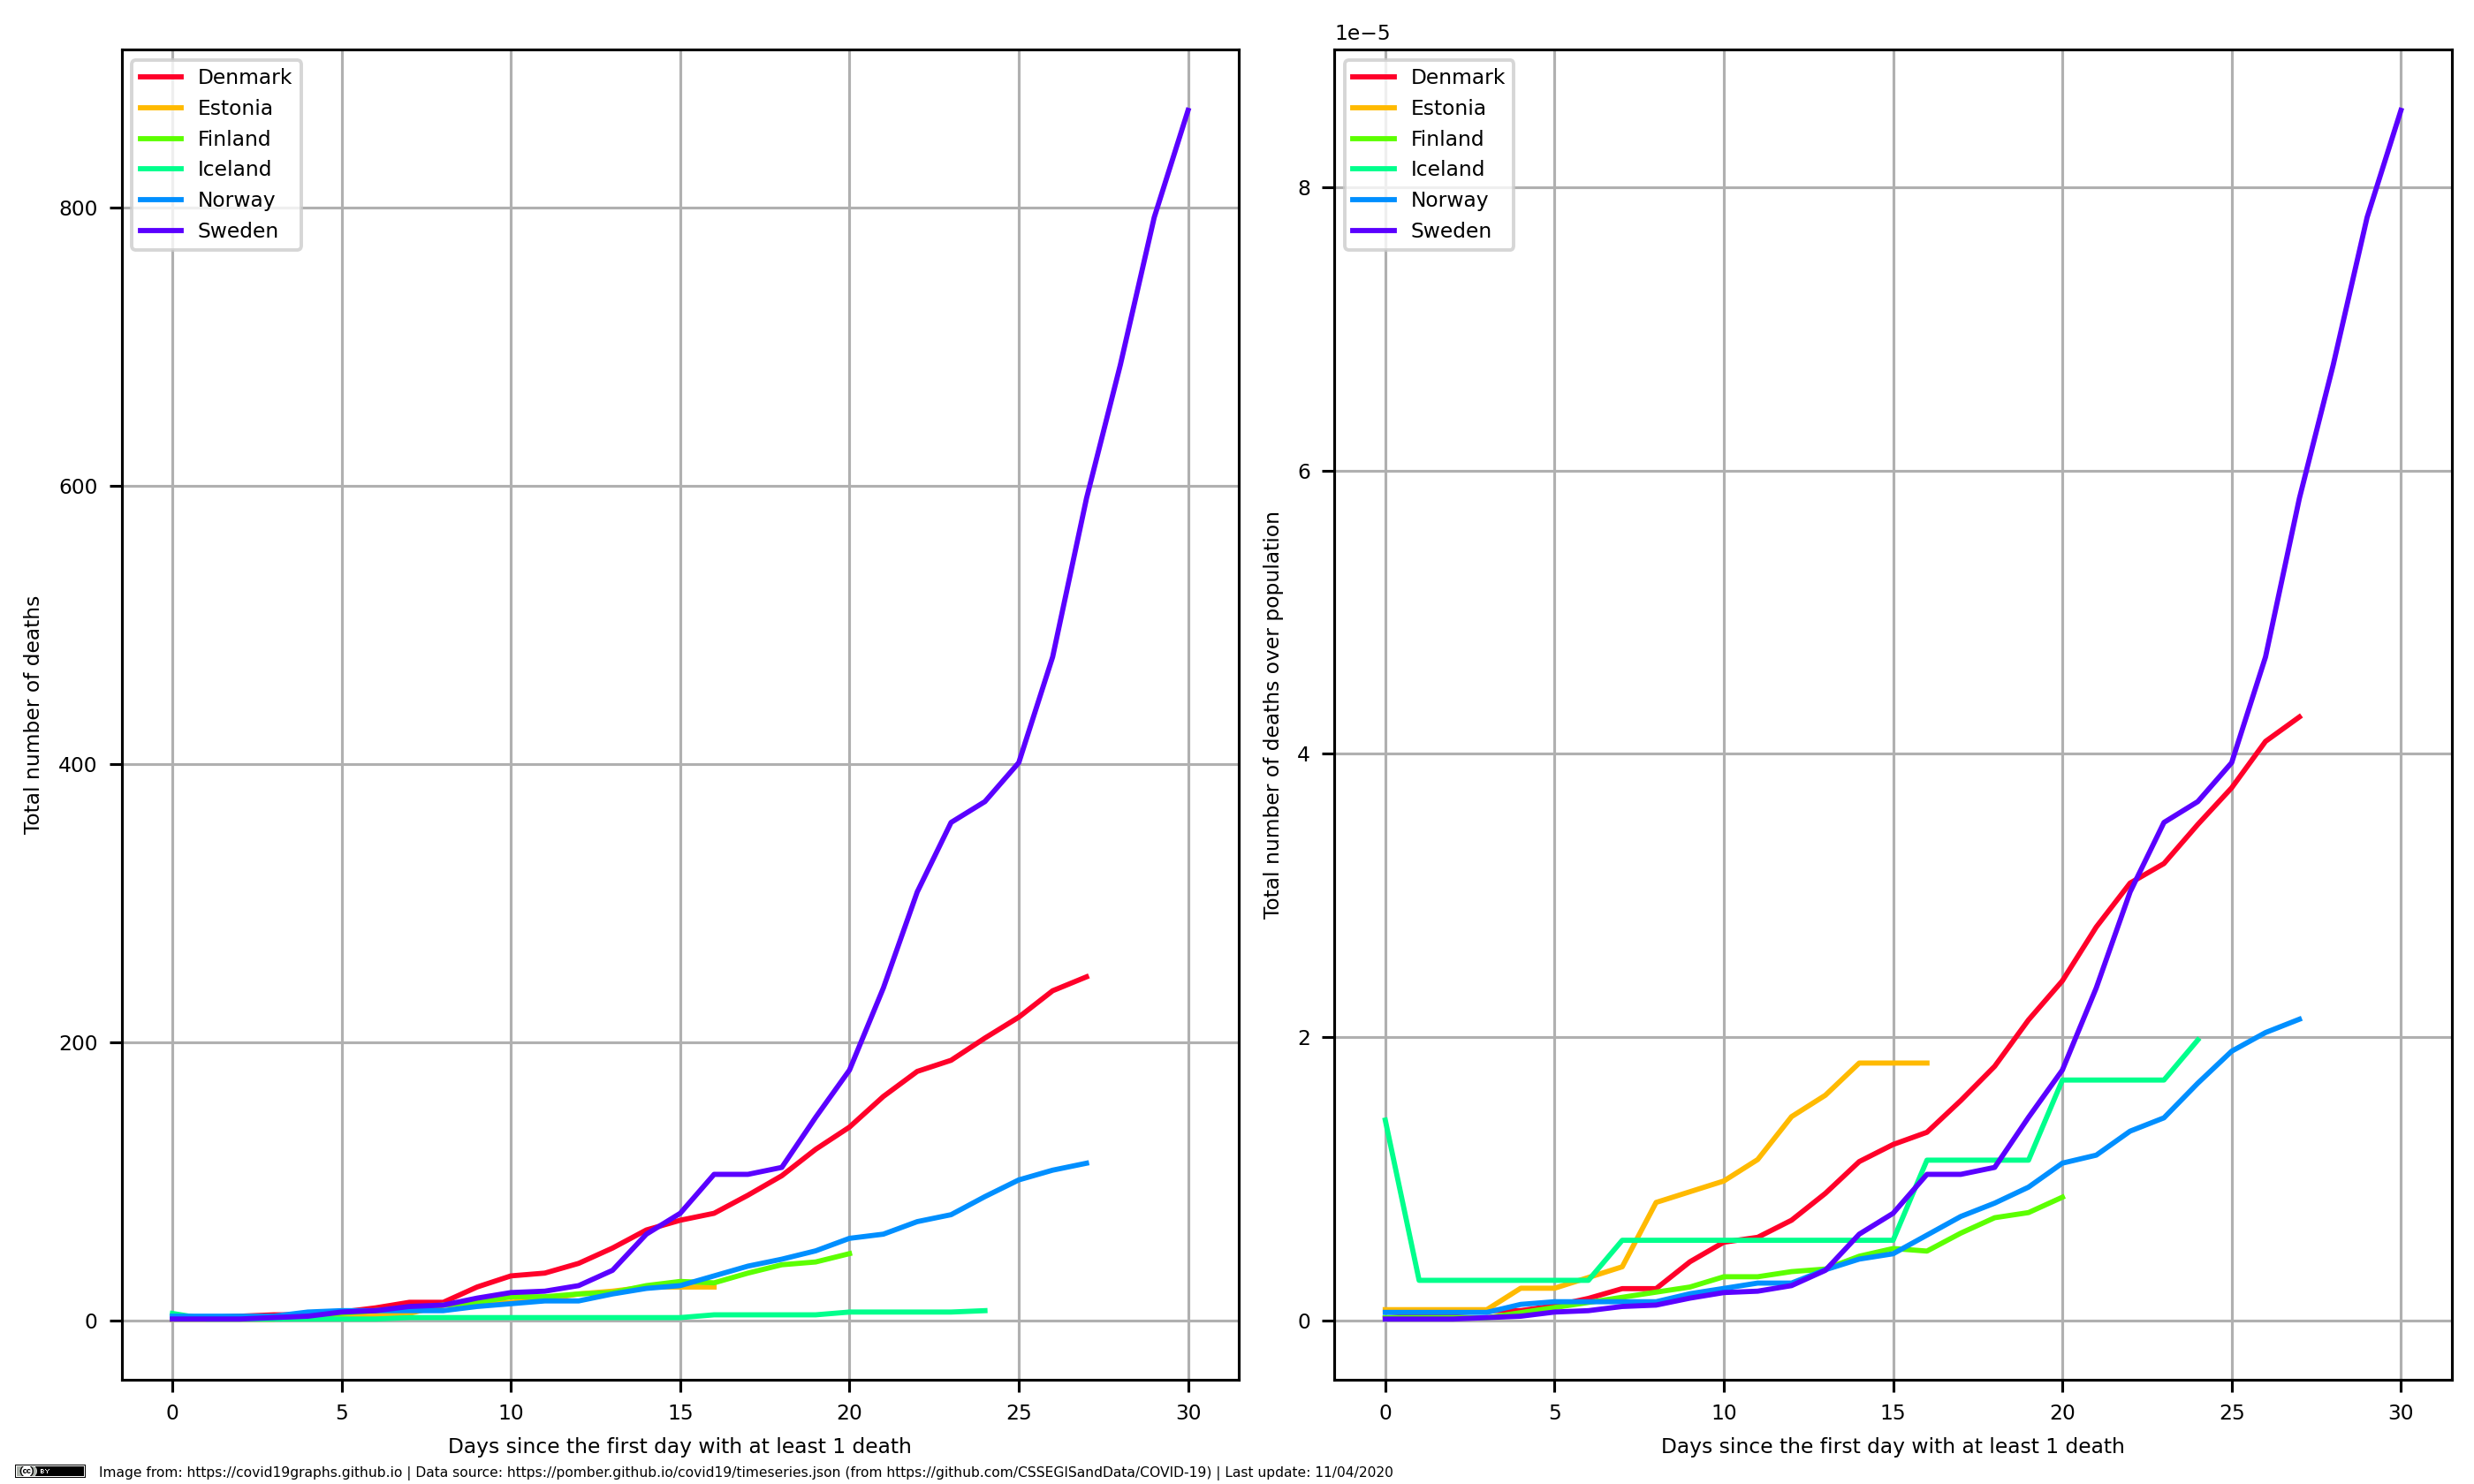 Denmark
Estonia
Finland
Iceland
Norway
Sweden
800
600
400
200
0
Total number of deaths
0 5 10 15 20 25 30
Days since the first day with at least 1 death
1e−5
Denmark
Estonia
Finland
Iceland
Norway
Sweden
8
6
4
2
0
Total number of deaths over population
0 5 10 15 20 25 30
Days since the first day with at least 1 death
cc BY Image from: https://covid19graphs.github.io | Data source: https://pomber.github.io/covid19/timeseries.json (from https://github.com/CSSEGISandData/COVID-19) | Last update: 11/04/2020